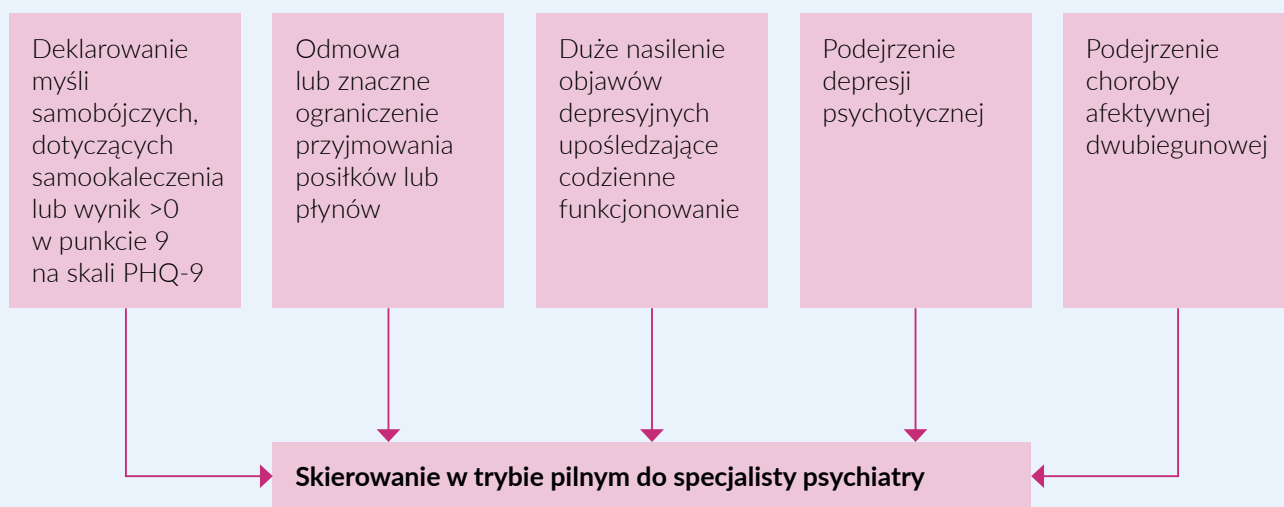 Deklarowanie
myśli
samobójczych,
dotyczących
samookaleczenia
lub wynik >0
w punkcie 9
na skali PHQ-9
Odmowa
lub znaczne
ograniczenie
przyjmowania
posiłków lub
płynów
Duże nasilenie
objawów
depresyjnych
upośledzające
codzienne
funkcjonowanie
Podejrzenie
depresji
psychotycznej
Podejrzenie
choroby
afektywnej
dwubiegunowej
Skierowanie w trybie pilnym do specjalisty psychiatry